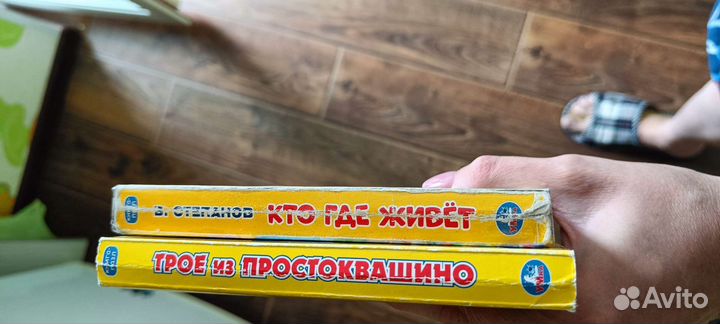 В. СТЕПАНОВ КТО ГДЕ ЖИВЁТ
ТРОЕ ИЗ ПРОСТОКВАШИНО
Avito